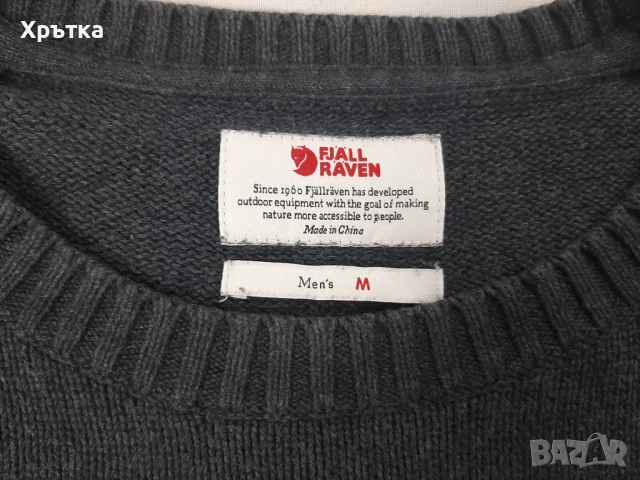 Хрътка
FJÄLL
RÄVEN
Since 1960 Fjällräven has developed
outdoor equipment with the goal of making
nature more accessible to people.
Made in China
Men's M
BAZAR